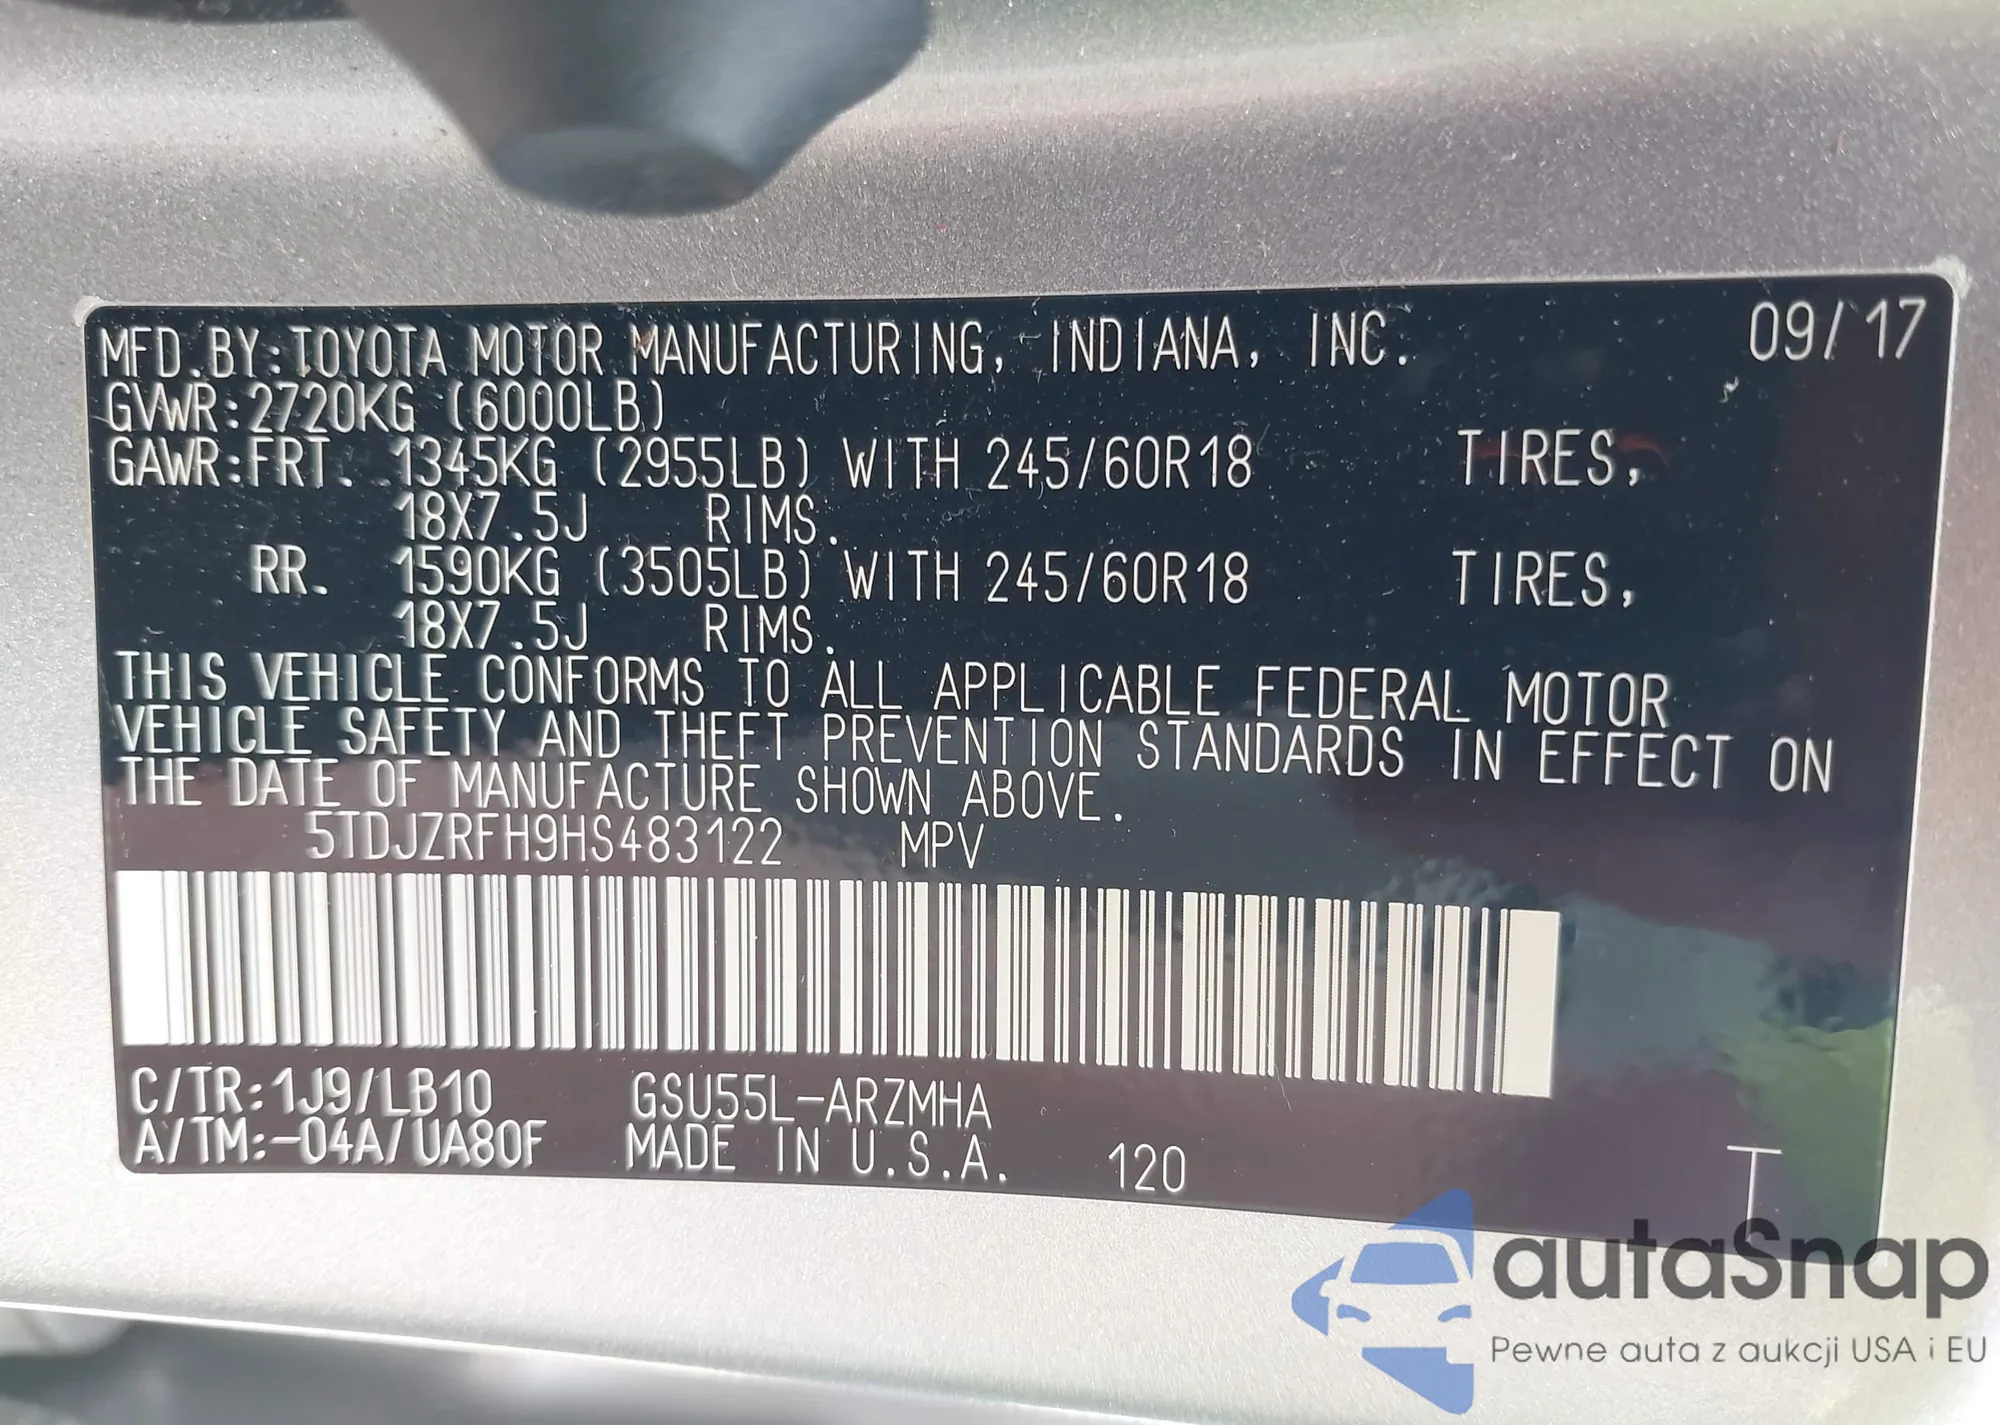 MFD.BY:TOYOTA MOTOR MANUFACTURING, INDIANA, INC. 09/17
GVWR:2720KG (6000LB)
GAWR:FRT. 1345KG (2955LB) WITH 245/60R18 TIRES,
18X7.5J RIMS.
RR. 1590KG (3505LB) WITH 245/60R18 TIRES,
18X7.5J RIMS.
THIS VEHICLE CONFORMS TO ALL APPLICABLE FEDERAL MOTOR
VEHICLE SAFETY AND THEFT PREVENTION STANDARDS IN EFFECT ON
THE DATE OF MANUFACTURE SHOWN ABOVE.
5TDJZRFH9HS483122 MPV
C/TR:1J9/LB10 GSU55L-ARZMHA
A/TM:-04A/UA80F MADE IN U.S.A. 120 T
autaSnap
Pewne auta z aukcji USA i EU